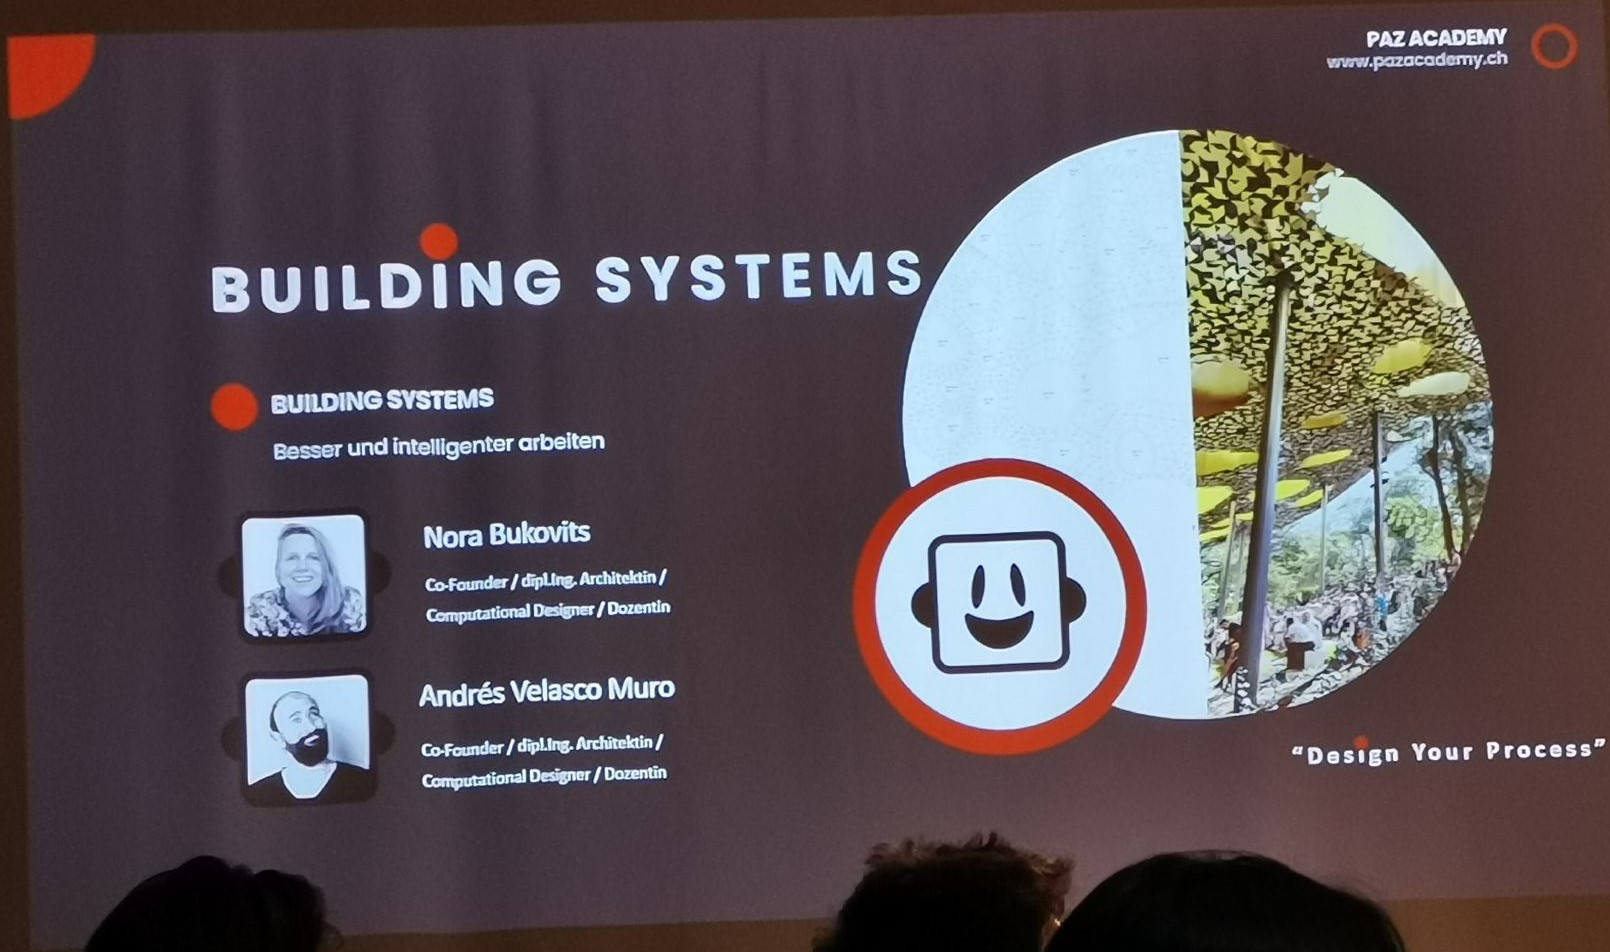 PAZ ACADEMY
www.pazacademy.ch
BUILDING SYSTEMS
BUILDING SYSTEMS
Besser und intelligenter arbeiten
Nora Bukovits
Co-Founder / dipl.Ing. Architektin /
Computational Designer / Dozentin
Andrés Velasco Muro
Co-Founder / dipl.Ing. Architektin /
Computational Designer / Dozentin
“Design Your Process”